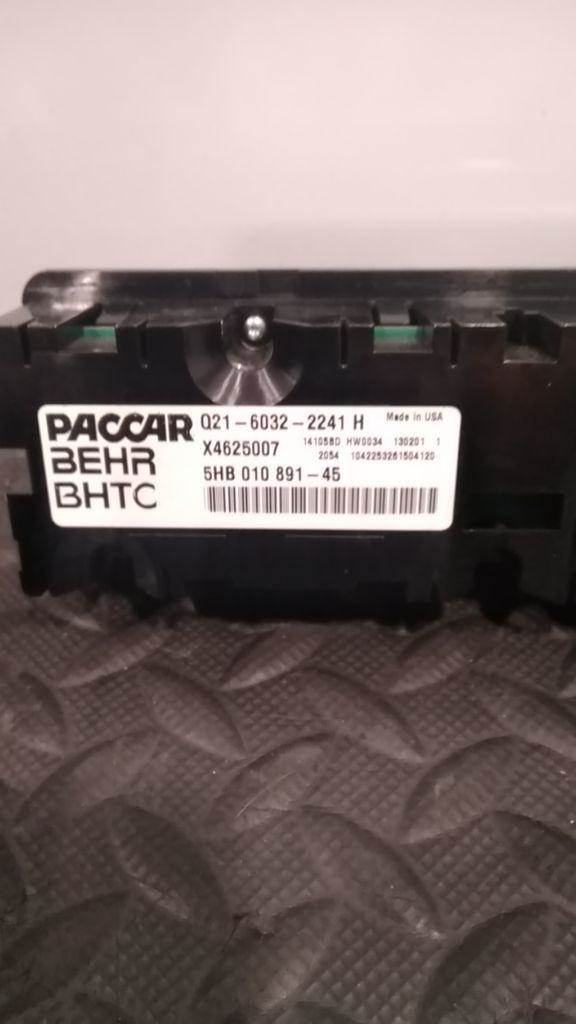 PACCAR Q21-6032-2241 H Made in USA
BEHR X4625007 141058D HW0034 130201 1
2054 1042253261504120
BHTC 5HB 010 891-45